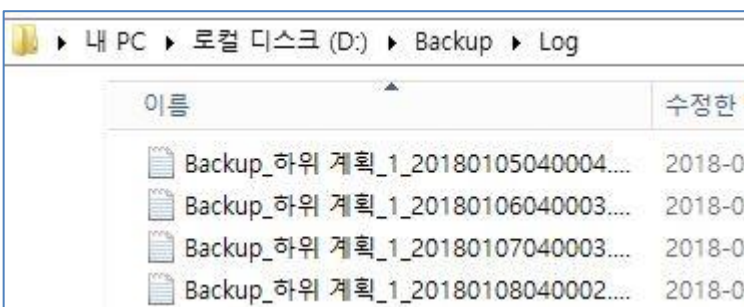 내 PC ▸ 로컬 디스크 (D:) ▸ Backup ▸ Log
이름 수정한
Backup_하위 계획_1_20180105040004.... 2018-0
Backup_하위 계획_1_20180106040003.... 2018-0
Backup_하위 계획_1_20180107040003.... 2018-0
Backup_하위 계획_1_20180108040002.... 2018-0